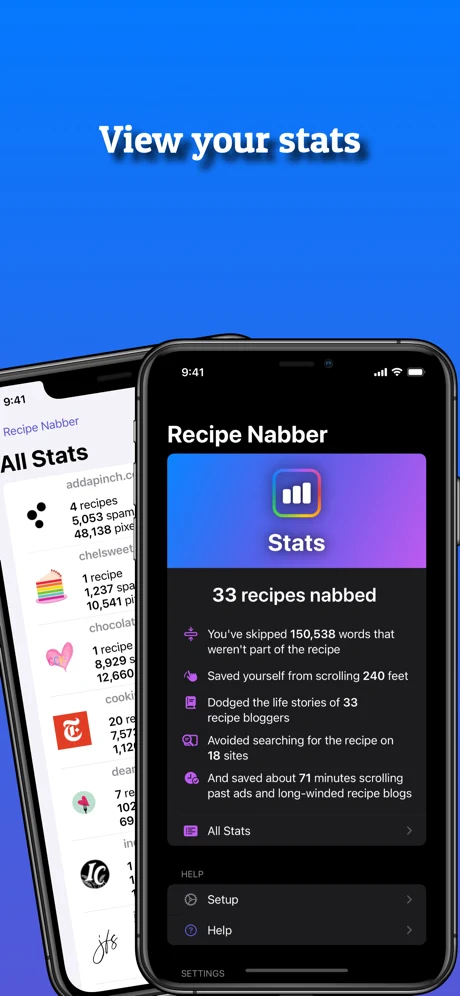 View your stats
9:41
Recipe Nabber
All Stats
addapinch.c
4 recipes
5,053 spam
48,138 pixe
chelsweet
1 recipe
1,237 spa
10,541 pi
chocolat
1 recipe
8,929 s
12,660
cooki
20 re
7,573
1,120
dear
7 re
102
69
in
1
JC
jfs
9:41
Recipe Nabber
Stats
33 recipes nabbed
You've skipped 150,538 words that
weren't part of the recipe
Saved yourself from scrolling 240 feet
Dodged the life stories of 33
recipe bloggers
Avoided searching for the recipe on
18 sites
And saved about 71 minutes scrolling
past ads and long-winded recipe blogs
All Stats
HELP
Setup
Help
SETTINGS